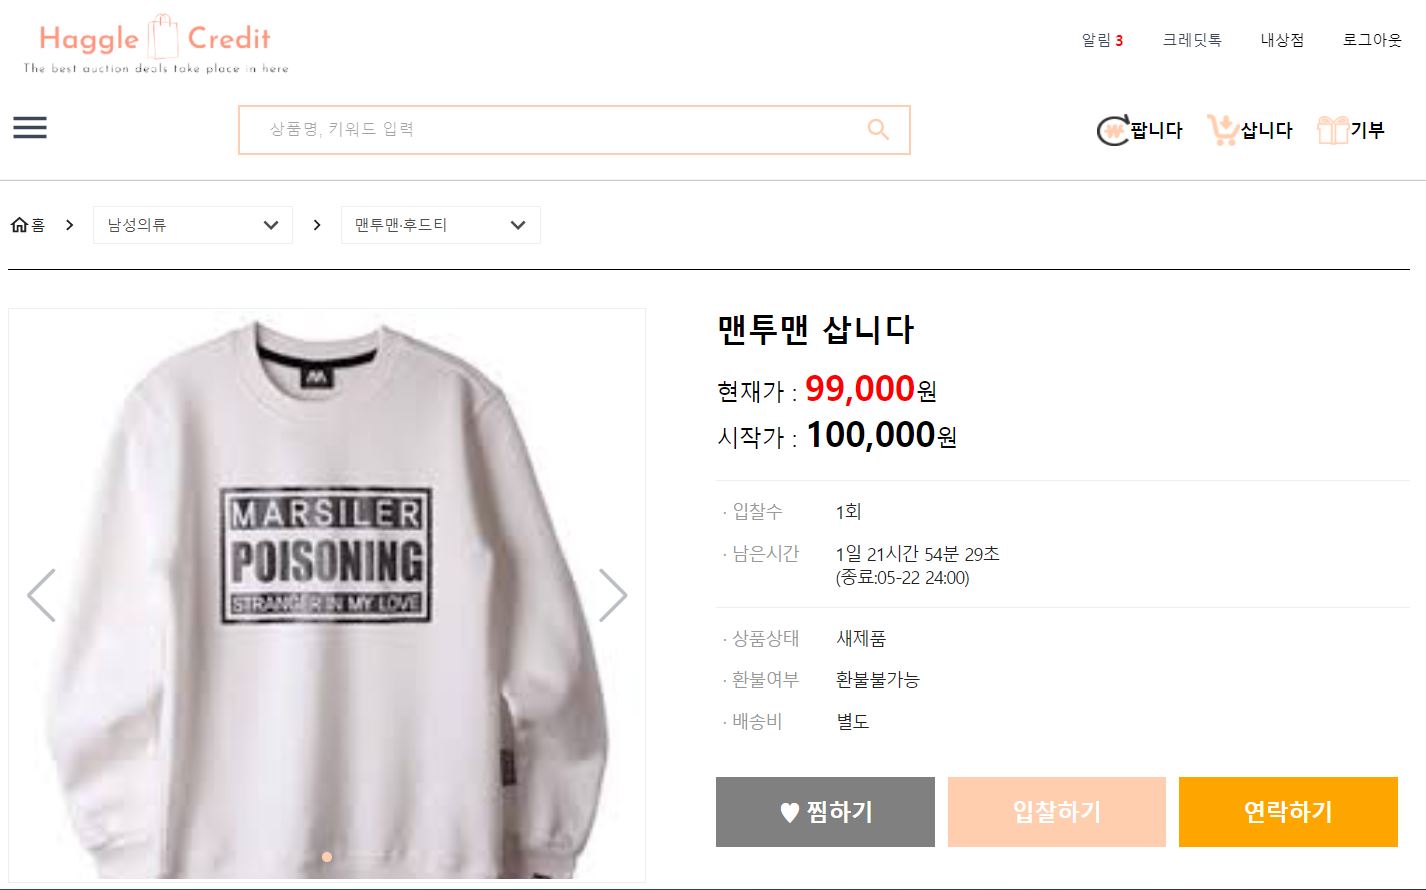 Haggle Credit
The best auction deals take place in here
알림 3 크레딧톡 내상점 로그아웃
상품명, 키워드 입력
팝니다 삽니다 기부
홈 > 남성의류 > 맨투맨·후드티
맨투맨 삽니다
현재가 : 99,000원
시작가 : 100,000원
· 입찰수 1회
· 남은시간 1일 21시간 54분 29초
(종료:05-22 24:00)
· 상품상태 새제품
· 환불여부 환불불가능
· 배송비 별도
♥ 찜하기 입찰하기 연락하기
MARSILER
POISONING
STRANGER IN MY LOVE